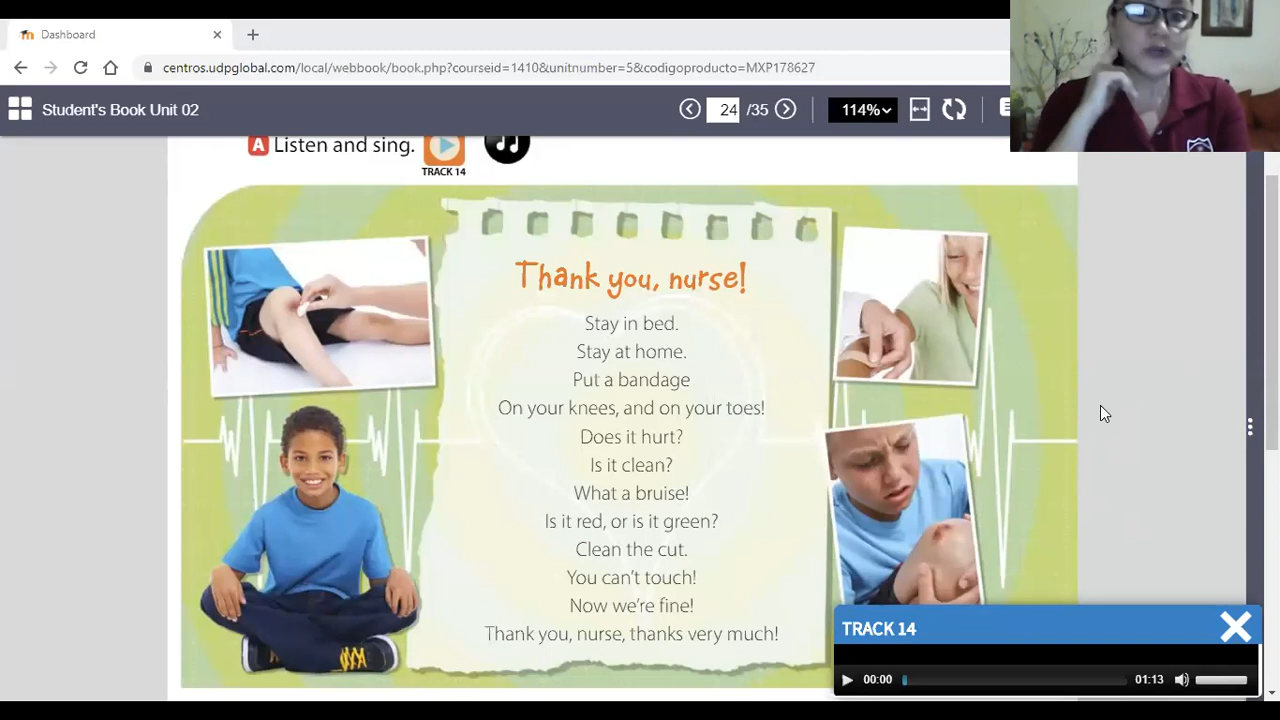 Dashboard
centros.udpglobal.com/local/webbook/book.php?courseid=1410&unitnumber=5&codigoproducto=MXP178627
Student's Book Unit 02
24 /35
114%
A Listen and sing.
TRACK 14
Thank you, nurse!
Stay in bed.
Stay at home.
Put a bandage
On your knees, and on your toes!
Does it hurt?
Is it clean?
What a bruise!
Is it red, or is it green?
Clean the cut.
You can't touch!
Now we're fine!
Thank you, nurse, thanks very much!
TRACK 14
00:00
01:13